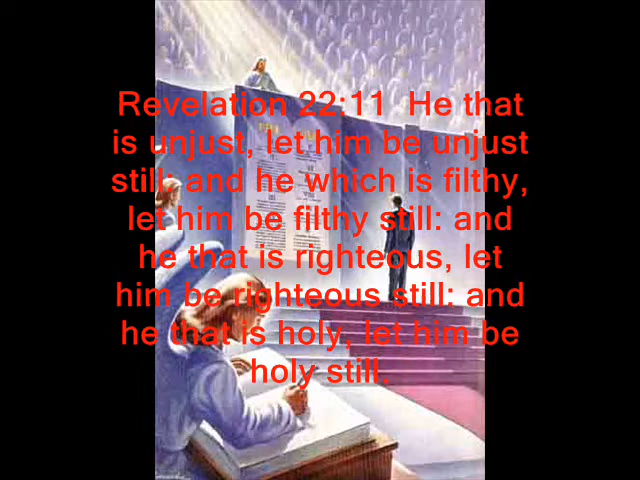 Revelation 22:11 He that
is unjust, let him be unjust
still: and he which is filthy,
let him be filthy still: and
he that is righteous, let
him be righteous still: and
he that is holy, let him be
holy still.